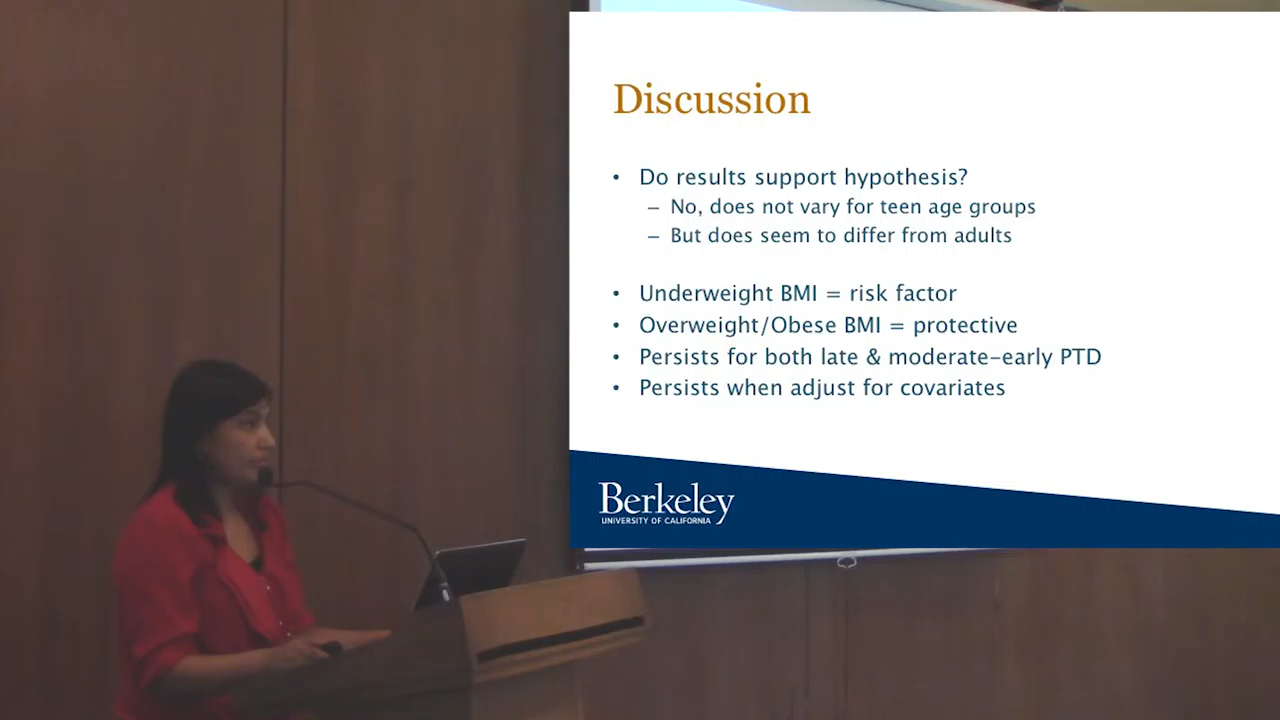 Discussion
• Do results support hypothesis?
– No, does not vary for teen age groups
– But does seem to differ from adults
• Underweight BMI = risk factor
• Overweight/Obese BMI = protective
• Persists for both late & moderate-early PTD
• Persists when adjust for covariates
Berkeley
UNIVERSITY OF CALIFORNIA